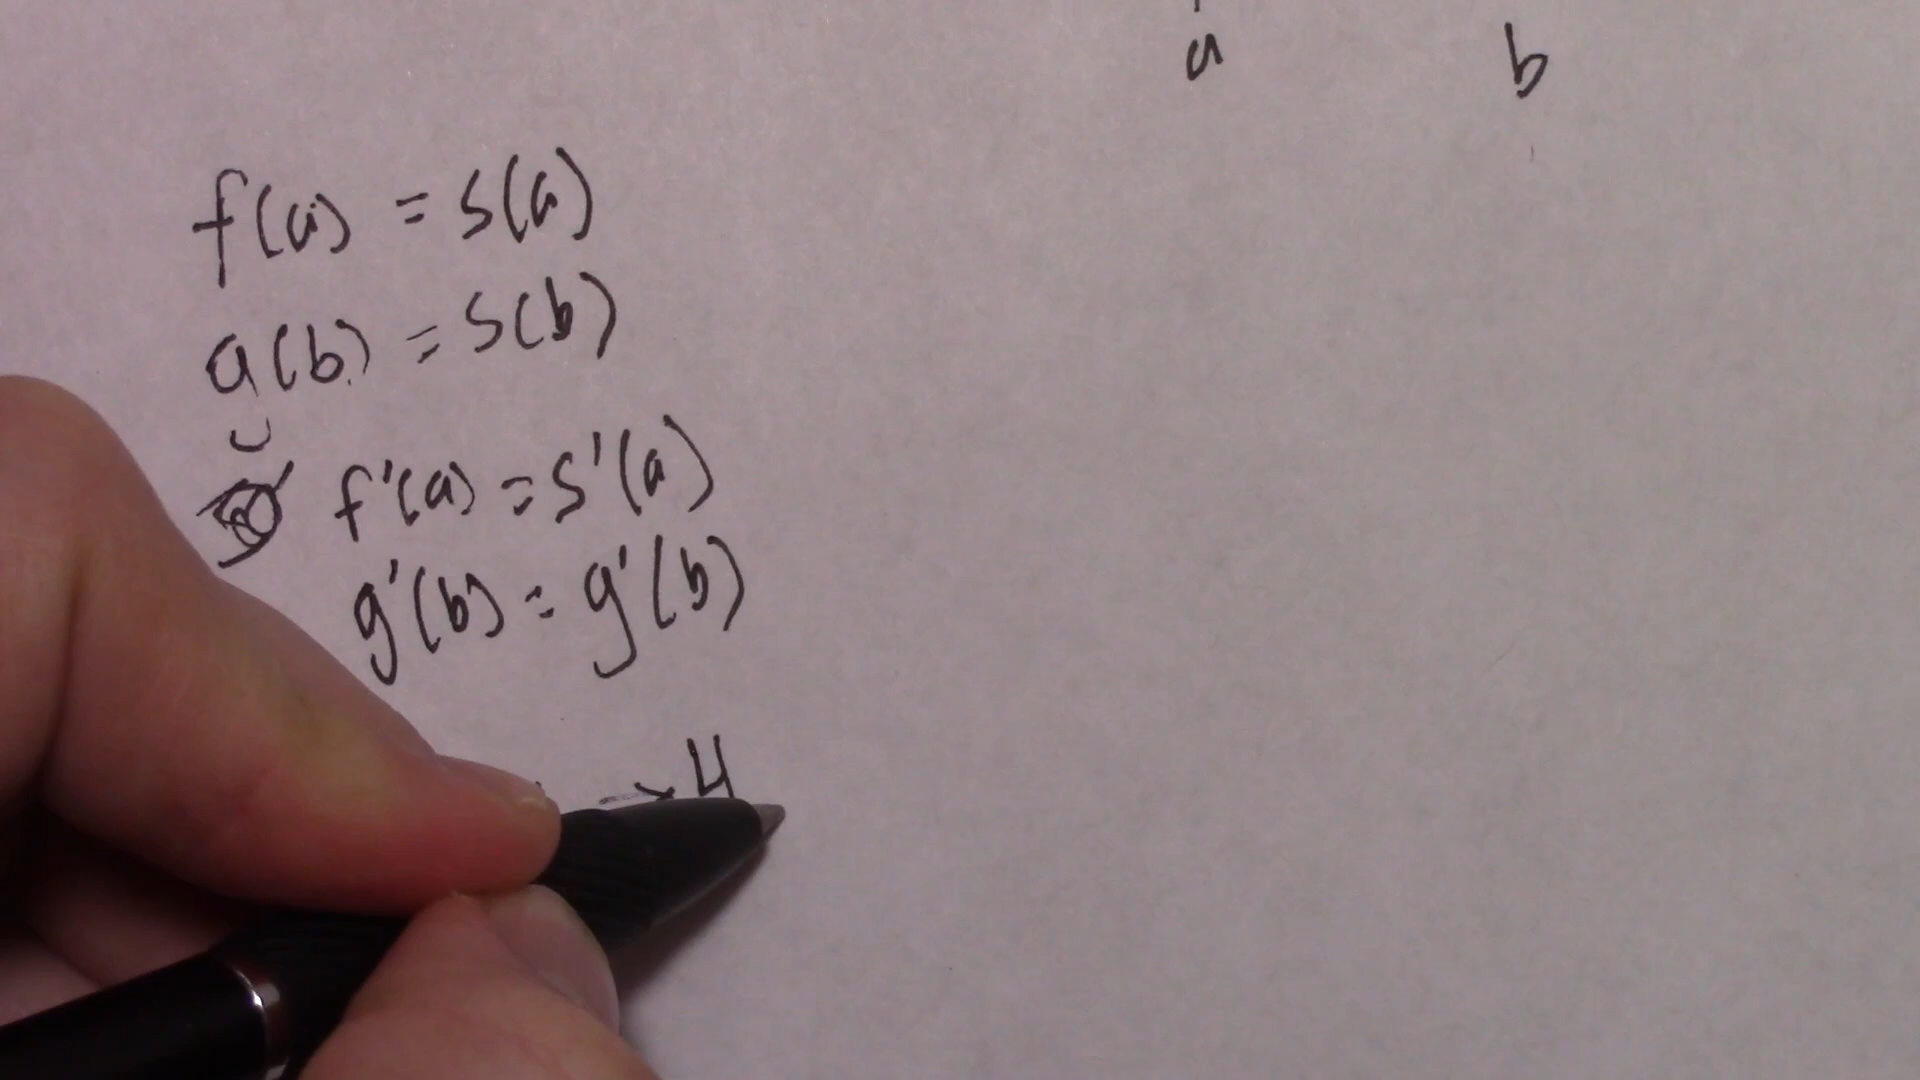 a b
f(a) = s(a)
g(b) = s(b)
f'(a) = s'(a)
g'(b) = g'(b)
→ 4